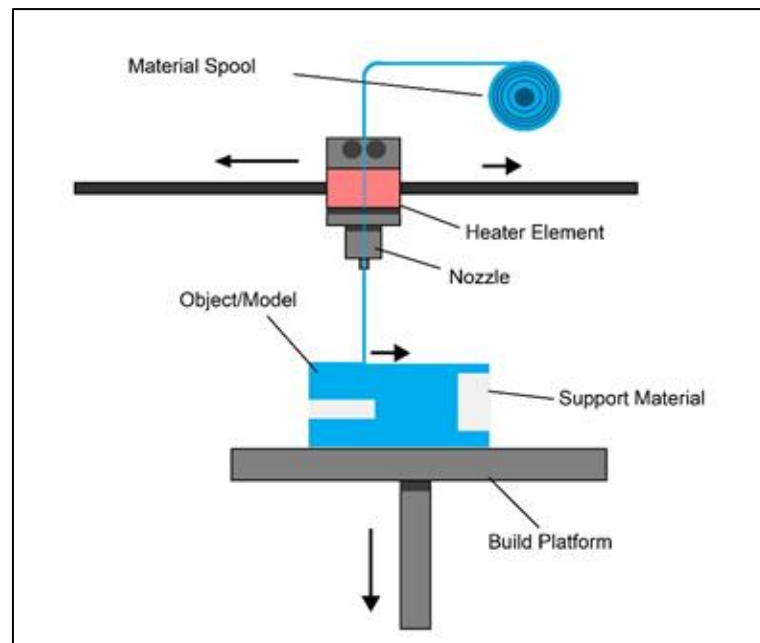 Material Spool
Heater Element
Nozzle
Object/Model
Support Material
Build Platform